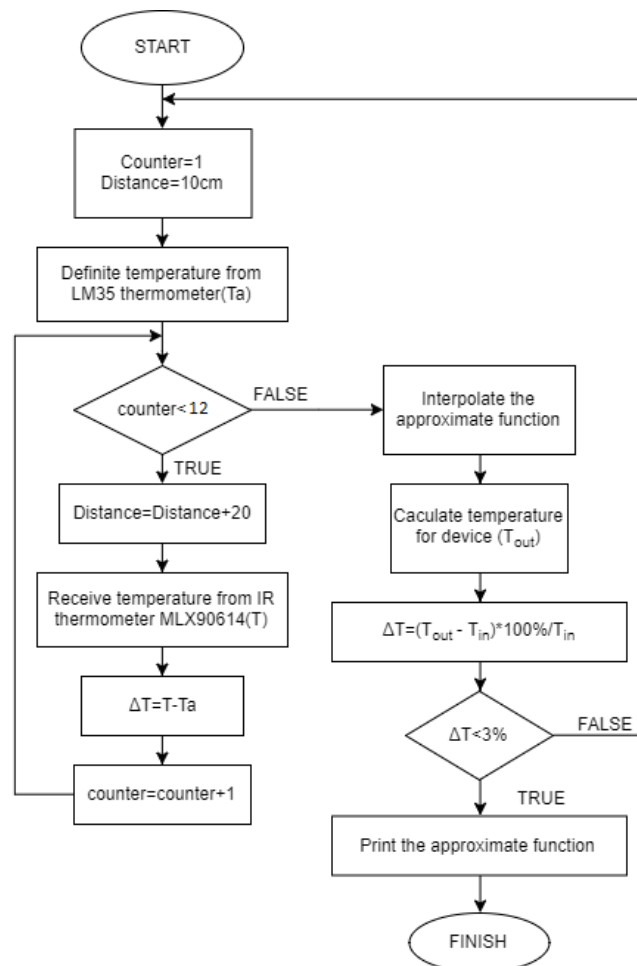 START
Counter=1
Distance=10cm
Definite temperature from
LM35 thermometer(Ta)
counter<12
FALSE
TRUE
Distance=Distance+20
Receive temperature from IR
thermometer MLX90614(T)
ΔT=T-Ta
counter=counter+1
Interpolate the
approximate function
Caculate temperature
for device (Tout)
ΔT=(Tout - Tin)*100%/Tin
ΔT<3%
FALSE
TRUE
Print the approximate function
FINISH